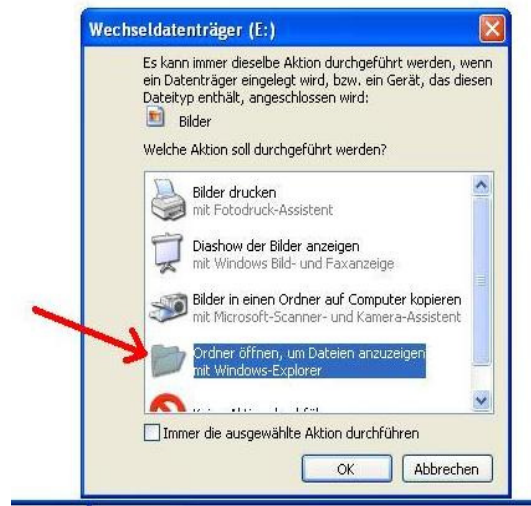 Wechseldatenträger (E:)
Es kann immer dieselbe Aktion durchgeführt werden, wenn
ein Datenträger eingelegt wird, bzw. ein Gerät, das diesen
Dateityp enthält, angeschlossen wird:
Bilder
Welche Aktion soll durchgeführt werden?
Bilder drucken
mit Fotodruck-Assistent
Diashow der Bilder anzeigen
mit Windows Bild- und Faxanzeige
Bilder in einen Ordner auf Computer kopieren
mit Microsoft-Scanner- und Kamera-Assistent
Ordner öffnen, um Dateien anzuzeigen
mit Windows-Explorer
Immer die ausgewählte Aktion durchführen
OK
Abbrechen